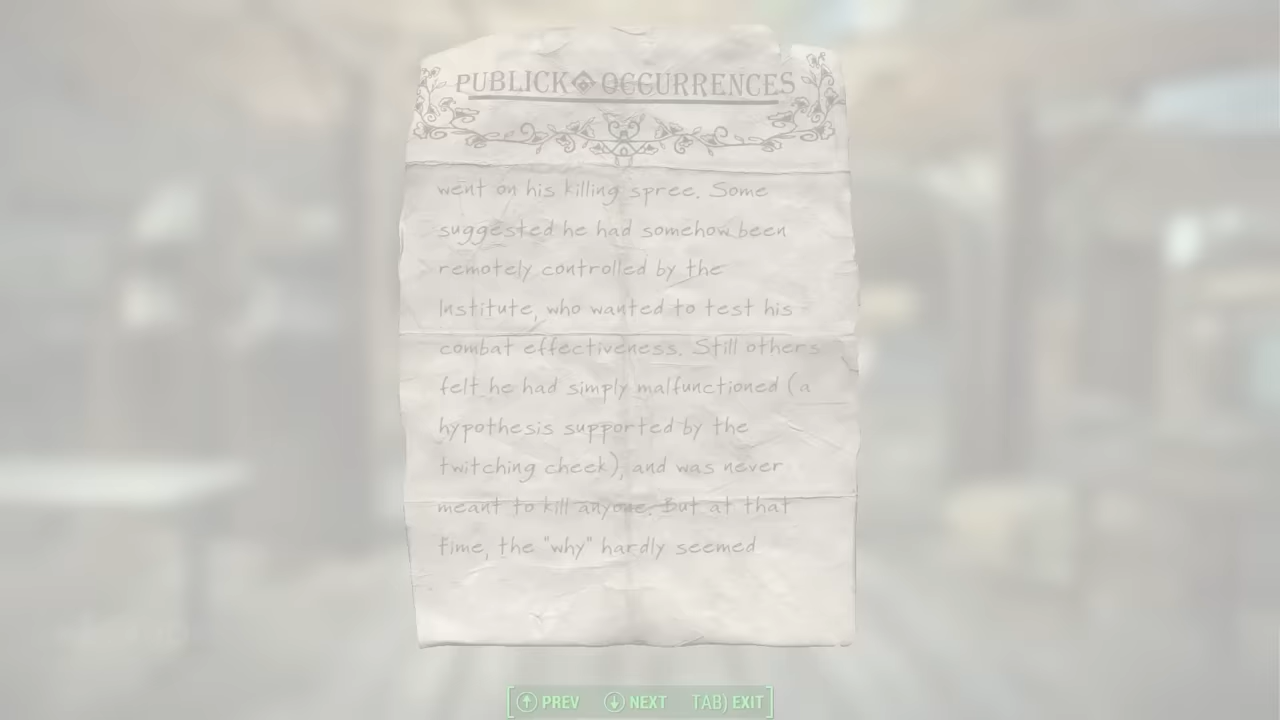 PUBLICK OCCURRENCES
went on his killing spree. Some
suggested he had somehow been
remotely controlled by the
Institute, who wanted to test his
combat effectiveness. Still others
felt he had simply malfunctioned (a
hypothesis supported by the
twitching cheek), and was never
meant to kill anyone. But at that
time, the "why" hardly seemed
PREV NEXT TAB) EXIT